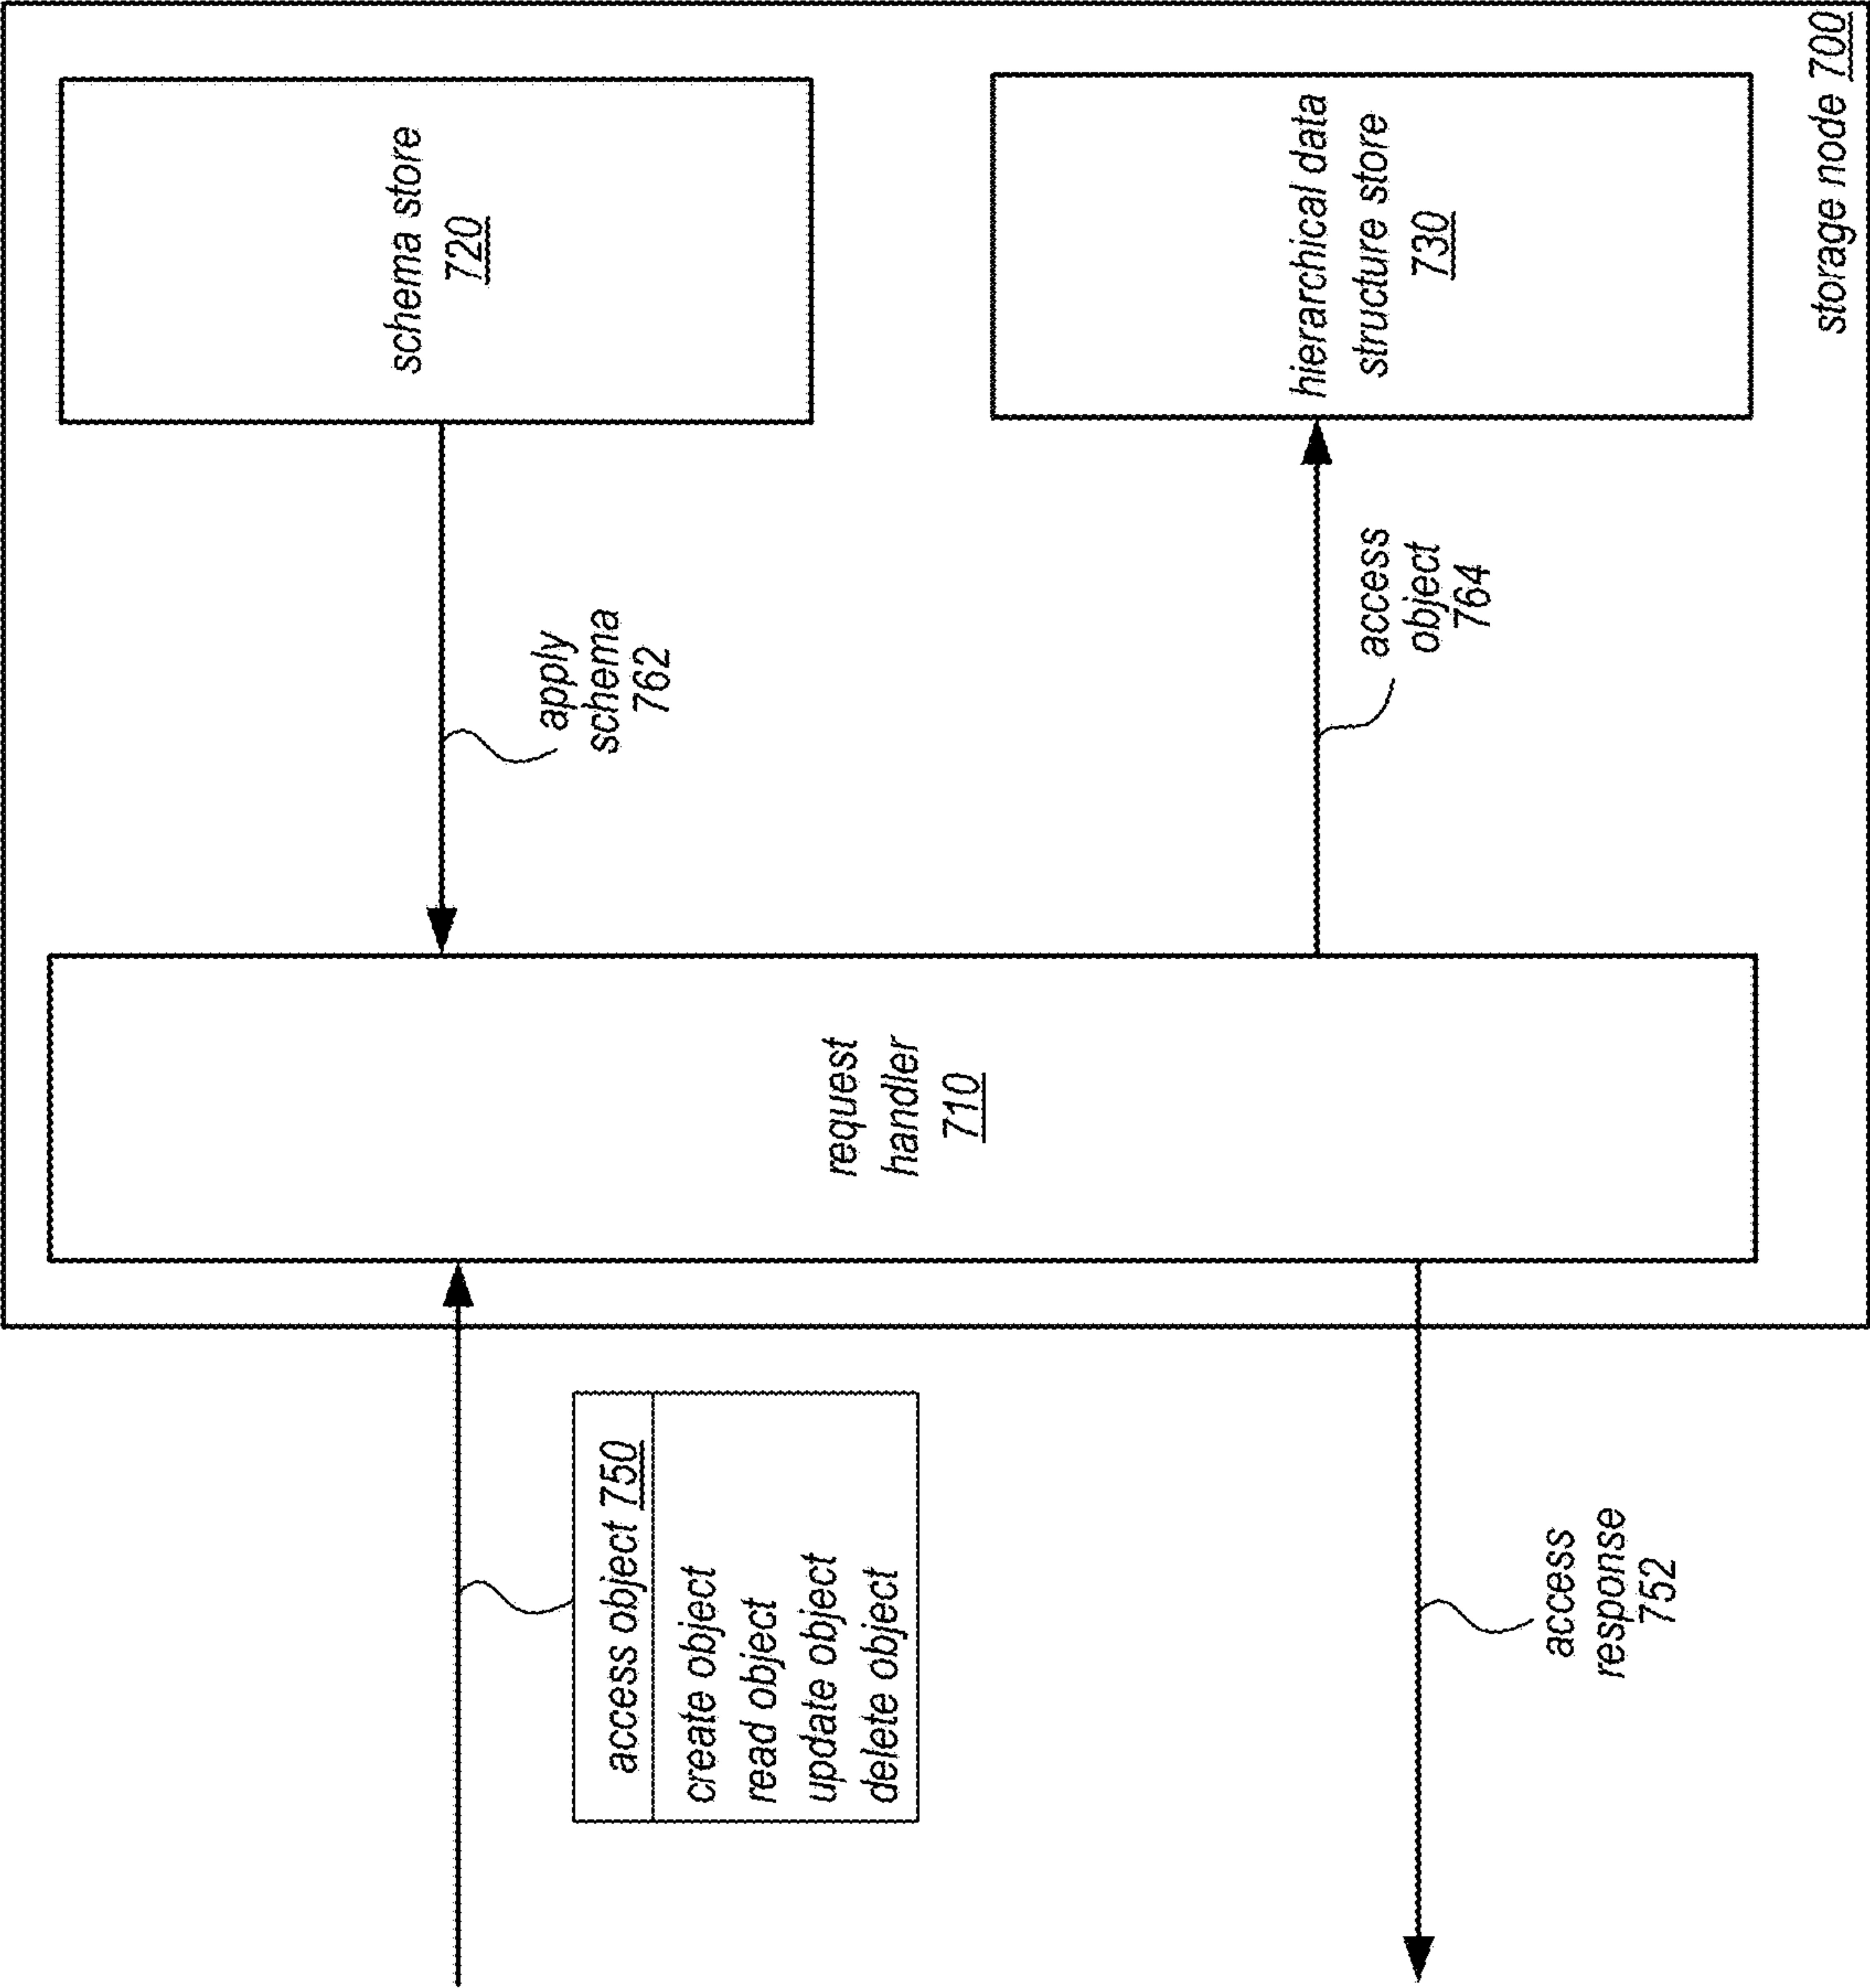 access object 750
create object
read object
update object
delete object
access
response
752
request
handler
710
apply
schema
762
access
object
764
schema store
720
hierarchical data
structure store
730
storage node 700